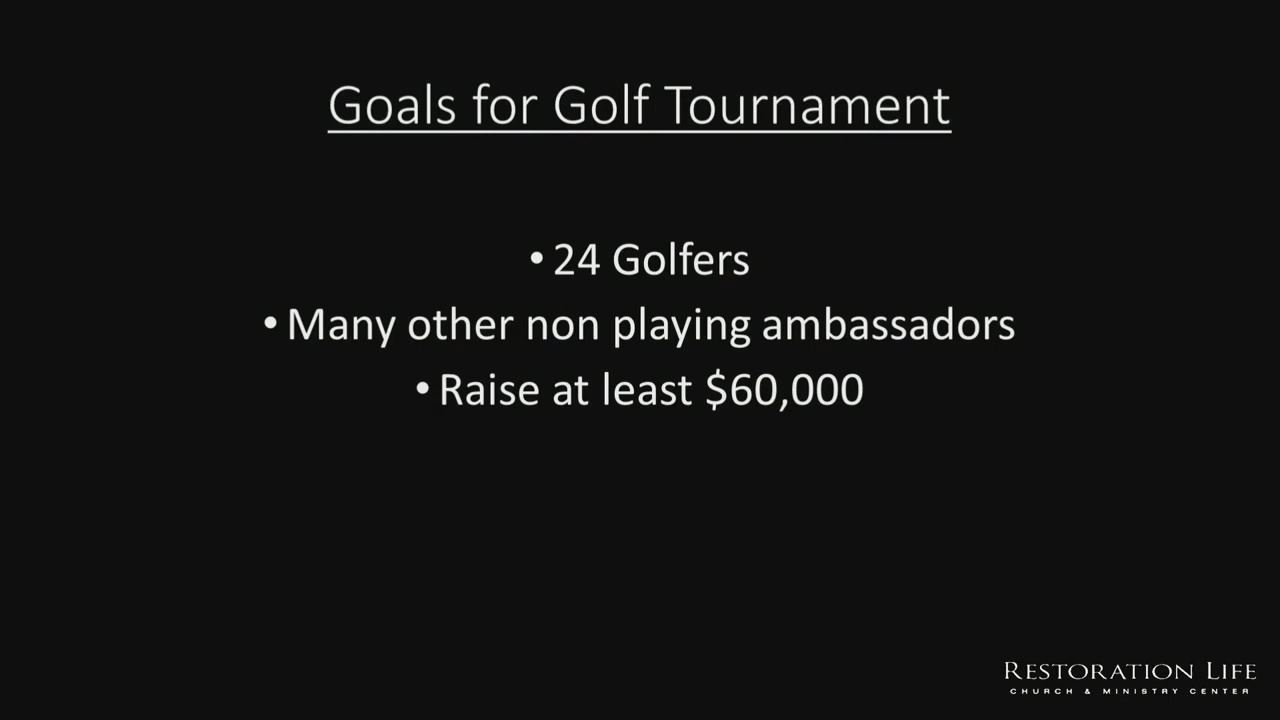 Goals for Golf Tournament
• 24 Golfers
• Many other non playing ambassadors
• Raise at least $60,000
RESTORATION LIFE
CHURCH & MINISTRY CENTER